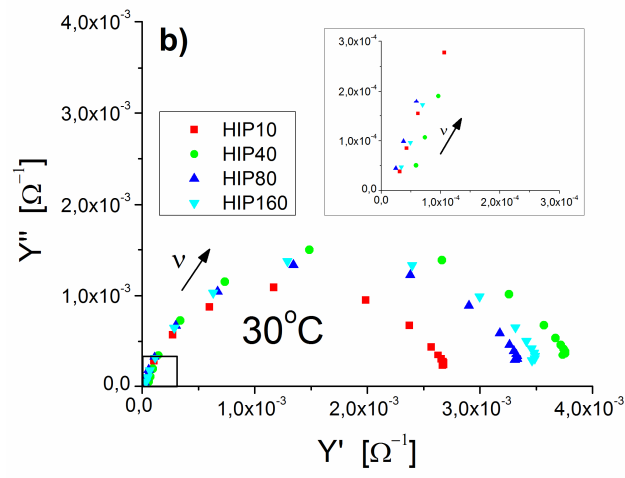 b)
4,0x10⁻³
3,0x10⁻³
2,0x10⁻³
1,0x10⁻³
0,0
Y'' [Ω⁻¹]
HIP10
HIP40
HIP80
HIP160
ν
30°C
3,0x10⁻⁴
2,0x10⁻⁴
1,0x10⁻⁴
0,0
ν
0,0 1,0x10⁻⁴ 2,0x10⁻⁴ 3,0x10⁻⁴
0,0 1,0x10⁻³ 2,0x10⁻³ 3,0x10⁻³ 4,0x10⁻³
Y' [Ω⁻¹]